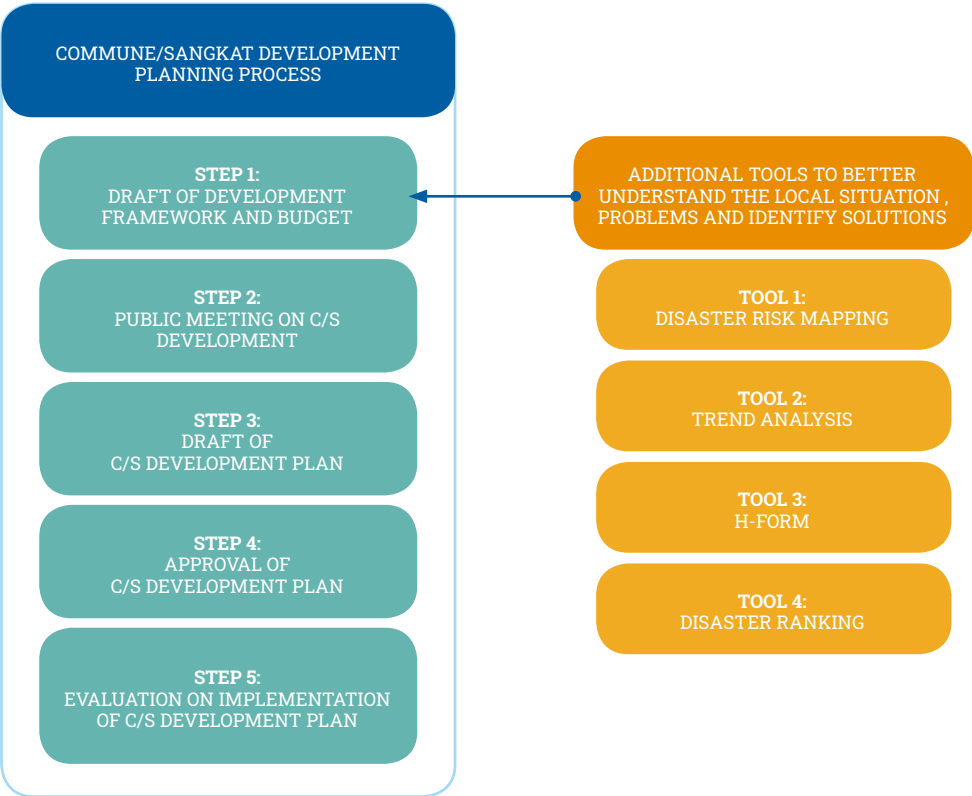 COMMUNE/SANGKAT DEVELOPMENT
PLANNING PROCESS
STEP 1:
DRAFT OF DEVELOPMENT
FRAMEWORK AND BUDGET
STEP 2:
PUBLIC MEETING ON C/S
DEVELOPMENT
STEP 3:
DRAFT OF
C/S DEVELOPMENT PLAN
STEP 4:
APPROVAL OF
C/S DEVELOPMENT PLAN
STEP 5:
EVALUATION ON IMPLEMENTATION
OF C/S DEVELOPMENT PLAN
ADDITIONAL TOOLS TO BETTER
UNDERSTAND THE LOCAL SITUATION ,
PROBLEMS AND IDENTIFY SOLUTIONS
TOOL 1:
DISASTER RISK MAPPING
TOOL 2:
TREND ANALYSIS
TOOL 3:
H-FORM
TOOL 4:
DISASTER RANKING